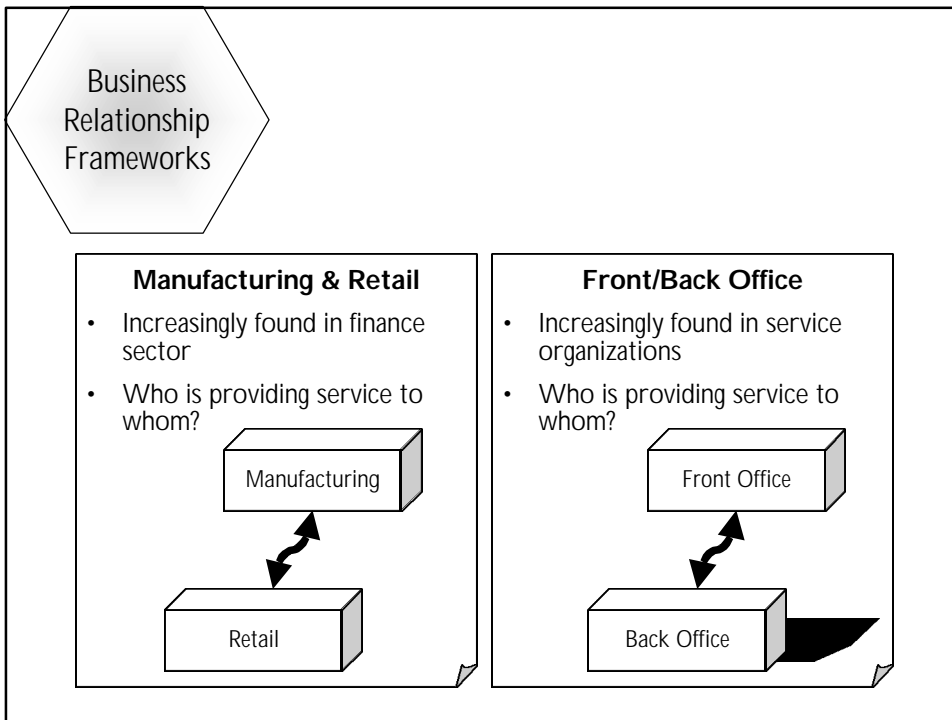 Business
Relationship
Frameworks
Manufacturing & Retail
• Increasingly found in finance
sector
• Who is providing service to
whom?
Manufacturing
Retail
Front/Back Office
• Increasingly found in service
organizations
• Who is providing service to
whom?
Front Office
Back Office